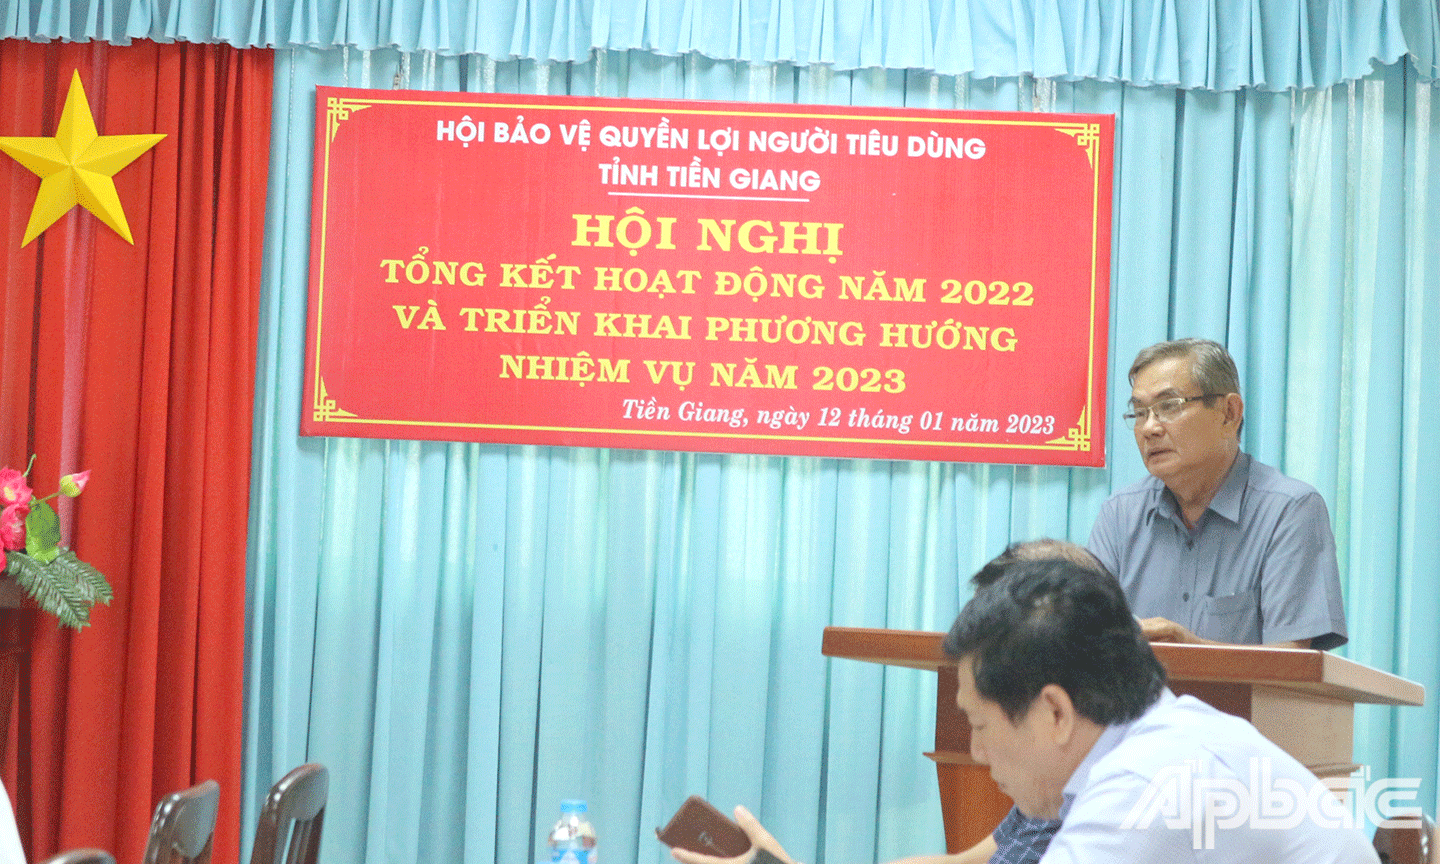 HỘI BẢO VỆ QUYỀN LỢI NGƯỜI TIÊU DÙNG
TỈNH TIỀN GIANG
HỘI NGHỊ
TỔNG KẾT HOẠT ĐỘNG NĂM 2022
VÀ TRIỂN KHAI PHƯƠNG HƯỚNG
NHIỆM VỤ NĂM 2023
Tiền Giang, ngày 12 tháng 01 năm 2023
Apbắc